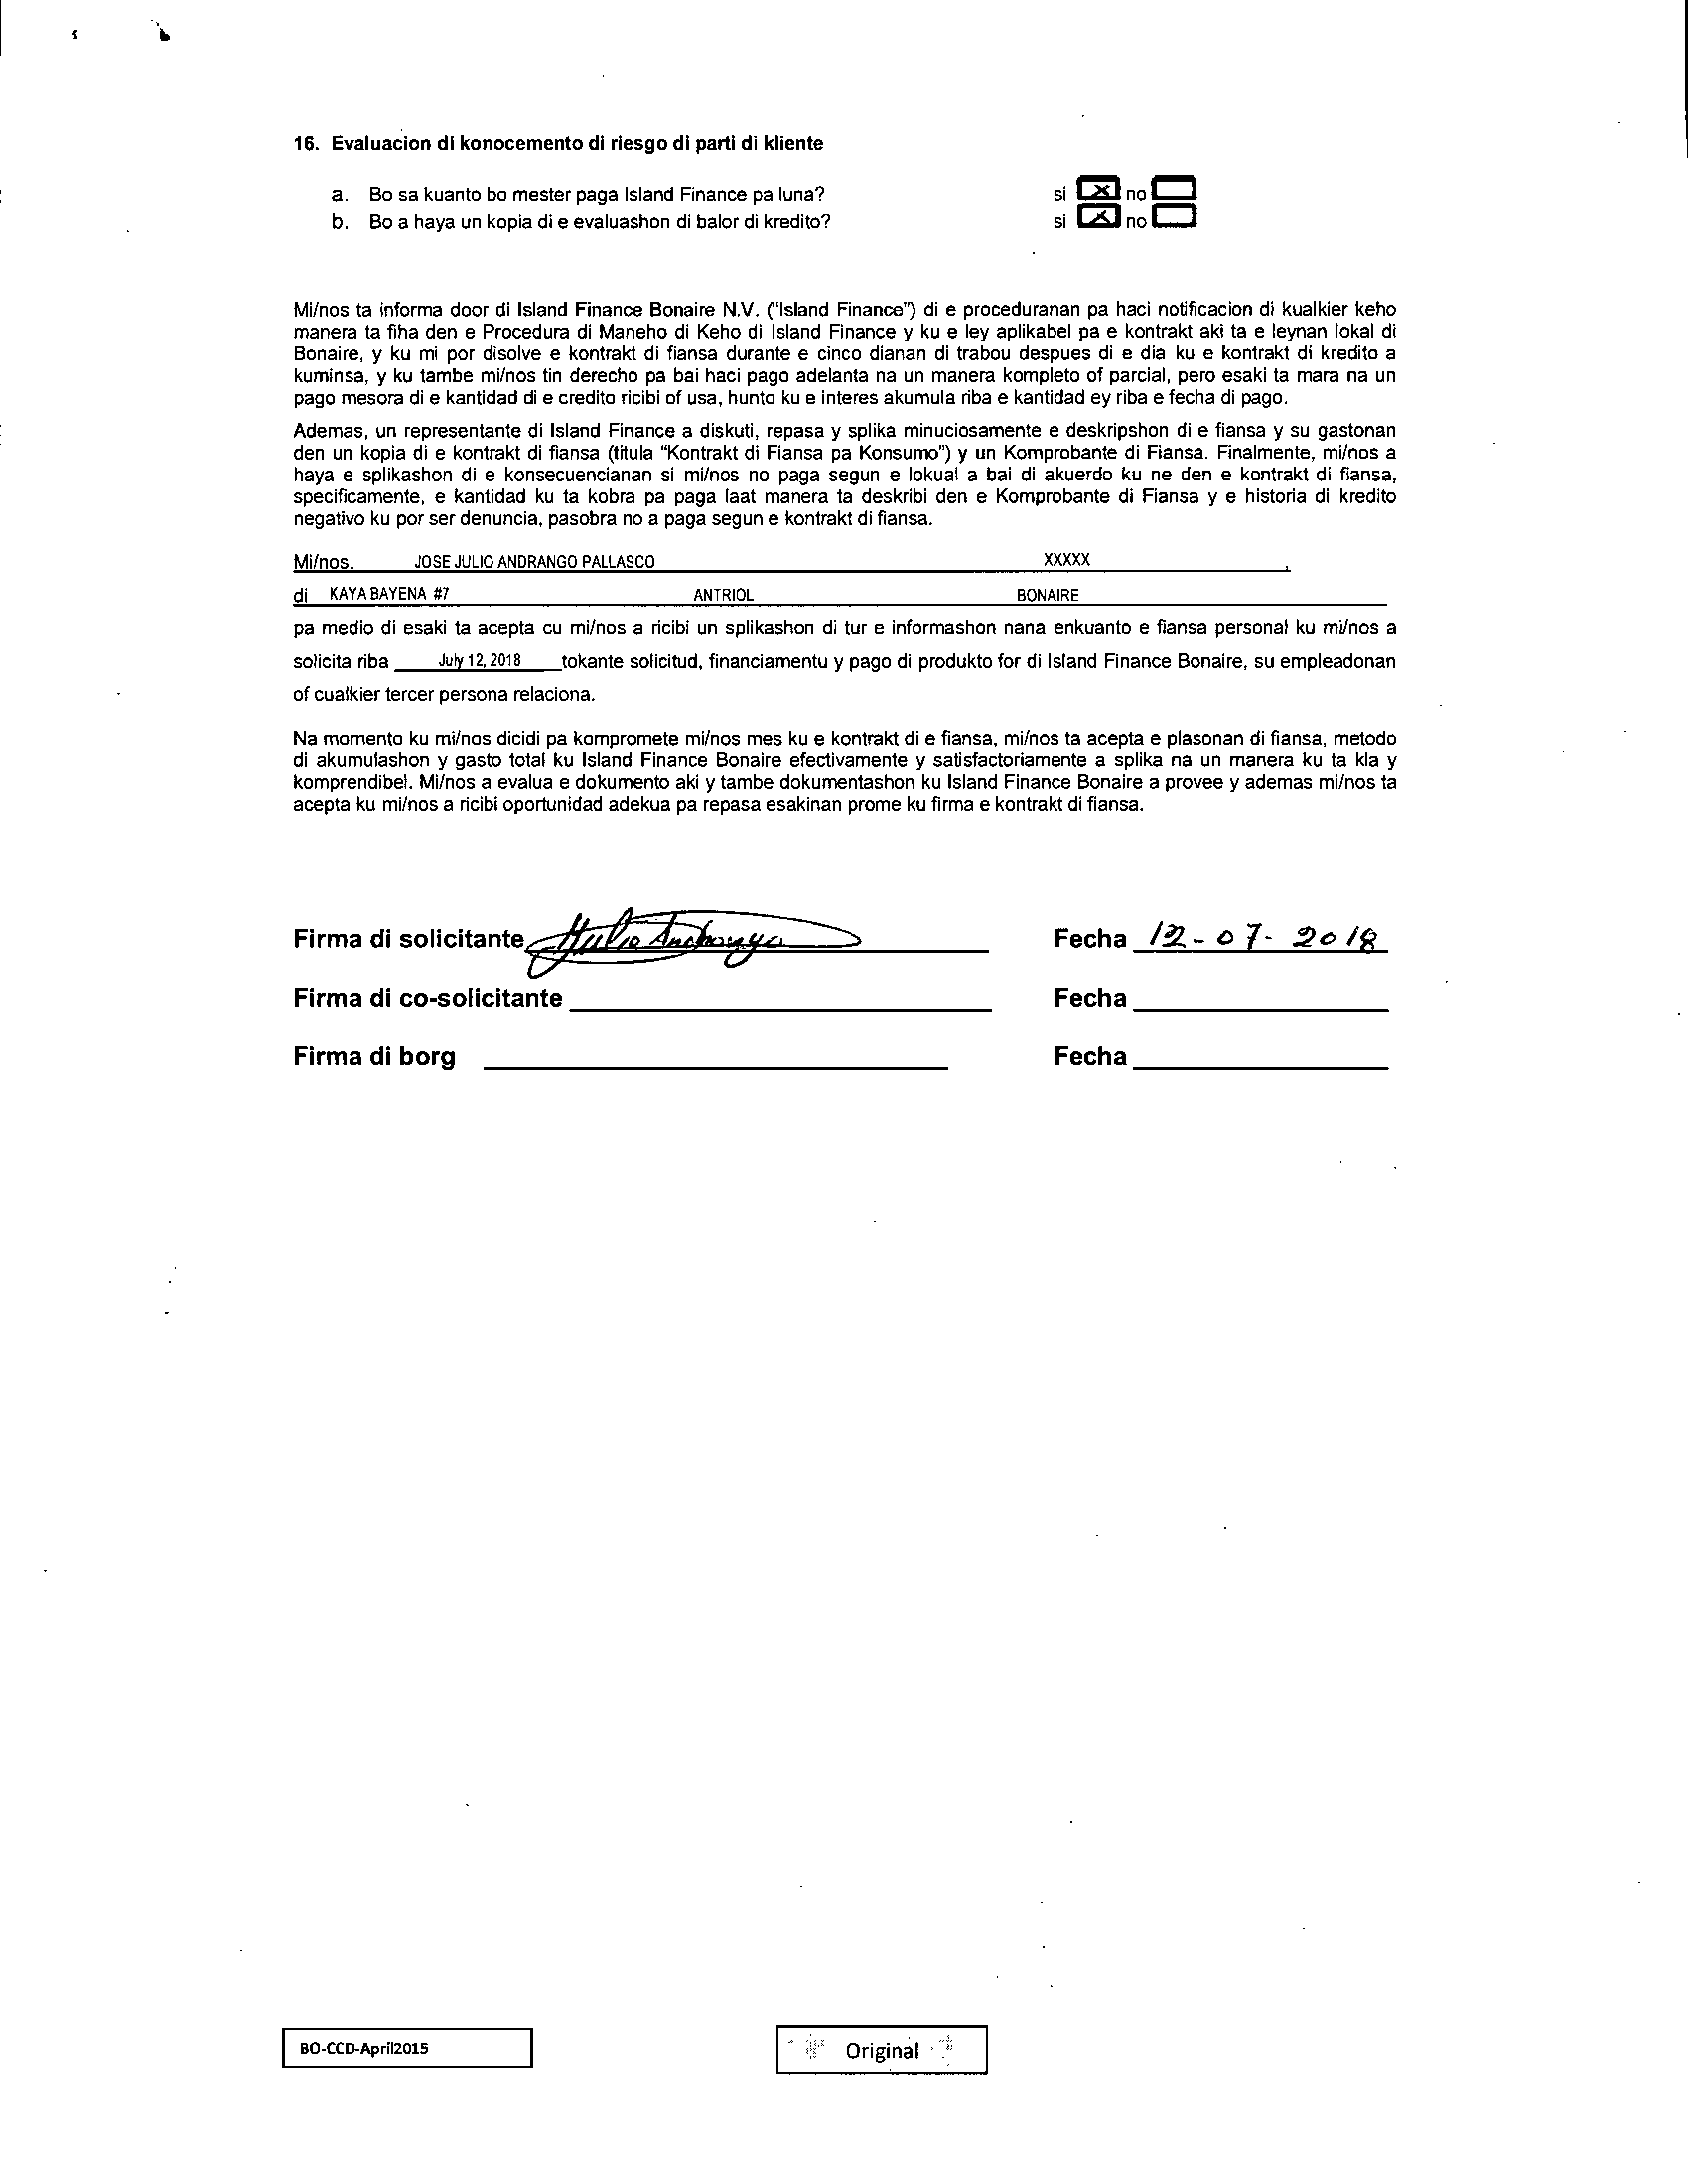 16. Evaluacion di konocemento di riesgo di parti di kliente
a. Bo sa kuanto bo mester paga Island Finance pa luna? si x no
b. Bo a haya un kopia di e evaluashon di balor di kredito? si x no
Mi/nos ta informa door di Island Finance Bonaire N.V. ("Island Finance") di e proceduranan pa haci notificacion di kualkier keho
manera ta fiha den e Procedura di Maneho di Keho di Island Finance y ku e ley aplikabel pa e kontrakt aki ta e leynan lokal di
Bonaire, y ku mi por disolve e kontrakt di fiansa durante e cinco dianan di trabou despues di e dia ku e kontrakt di kredito a
kuminsa, y ku tambe mi/nos tin derecho pa bai haci pago adelanta na un manera kompleto of parcial, pero esaki ta mara na un
pago mesora di e kantidad di e credito ricibi of usa, hunto ku e interes akumula riba e kantidad ey riba e fecha di pago.
Ademas, un representante di Island Finance a diskuti, repasa y splika minuciosamente e deskripshon di e fiansa y su gastonan
den un kopia di e kontrakt di fiansa (titula "Kontrakt di Fiansa pa Konsumo") y un Komprobante di Fiansa. Finalmente, mi/nos a
haya e splikashon di e konsecuencianan si mi/nos no paga segun e lokual a bai di akuerdo ku ne den e kontrakt di fiansa,
specificamente, e kantidad ku ta kobra pa paga laat manera ta deskribi den e Komprobante di Fiansa y e historia di kredito
negativo ku por ser denuncia, pasobra no a paga segun e kontrakt di fiansa.
Mi/nos, JOSE JULIO ANDRANGO PALLASCO XXXXX ,
di KAYA BAYENA #7 ANTRIOL BONAIRE
pa medio di esaki ta acepta cu mi/nos a ricibi un splikashon di tur e informashon nana enkuanto e fiansa personal ku mi/nos a
solicita riba July 12, 2018 tokante solicitud, financiamentu y pago di produkto for di Island Finance Bonaire, su empleadonan
of cualkier tercer persona relaciona.
Na momento ku mi/nos dicidi pa kompromete mi/nos mes ku e kontrakt di e fiansa, mi/nos ta acepta e plasonan di fiansa, metodo
di akumulashon y gasto total ku Island Finance Bonaire efectivamente y satisfactoriamente a splika na un manera ku ta kla y
komprendibel. Mi/nos a evalua e dokumento aki y tambe dokumentashon ku Island Finance Bonaire a provee y ademas mi/nos ta
acepta ku mi/nos a ricibi oportunidad adekua pa repasa esakinan prome ku firma e kontrakt di fiansa.
Firma di solicitante Julio Andrango Fecha 12-07-2018
Firma di co-solicitante Fecha
Firma di borg Fecha
BO-CCD-April2015
Original